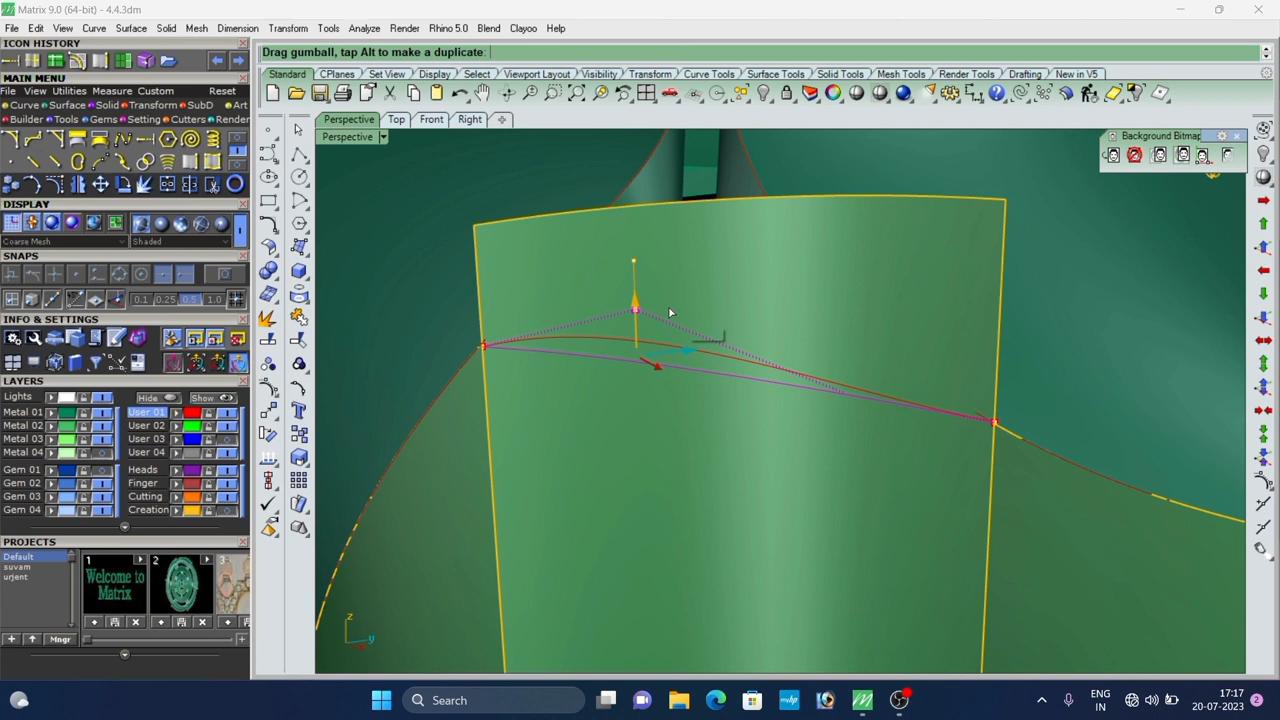 Matrix 9.0 (64-bit) - 4.4.3dm
File Edit View Curve Surface Solid Mesh Dimension Transform Tools Analyze Render Rhino 5.0 Blend Clayoo Help
ICON HISTORY
Drag gumball, tap Alt to make a duplicate:
MAIN MENU
Standard CPlanes Set View Display Select Viewport Layout Visibility Transform Curve Tools Surface Tools Solid Tools Mesh Tools Render Tools Drafting New in V5
File View Utilities Measure Custom Reset
Curve Surface Solid Transform SubD Art
Builder Tools Gems Setting Cutters Render
Perspective Top Front Right
Perspective
Background Bitmap
DISPLAY
Coarse Mesh Shaded
SNAPS
0.1 0.25 0.5 1.0
INFO & SETTINGS
LAYERS
Lights Hide Show
Metal 01 User 01
Metal 02 User 02
Metal 03 User 03
Metal 04 User 04
Gem 01 Heads
Gem 02 Finger
Gem 03 Cutting
Gem 04 Creation
PROJECTS
Default
suvam
urjent
1 2 3
Welcome to
Matrix
Mngr
z
y
Search
ENG
IN
17:17
20-07-2023
2